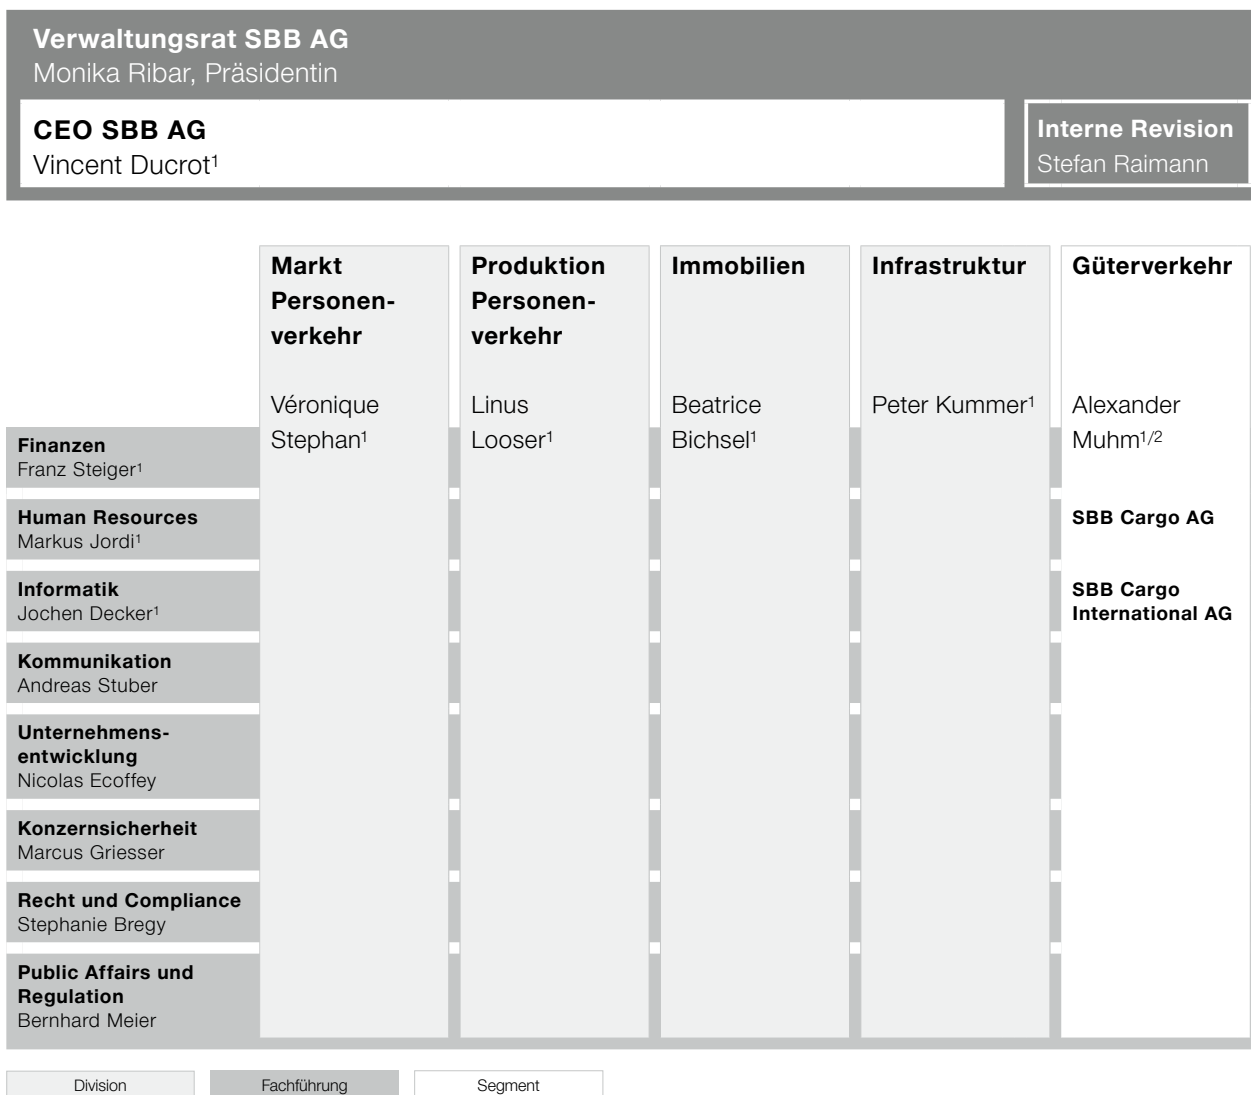 Verwaltungsrat SBB AG
Monika Ribar, Präsidentin
CEO SBB AG
Vincent Ducrot¹
Interne Revision
Stefan Raimann
Markt
Personen-
verkehr
Véronique
Stephan¹
Produktion
Personen-
verkehr
Linus
Looser¹
Immobilien
Beatrice
Bichsel¹
Infrastruktur
Peter Kummer¹
Güterverkehr
Alexander
Muhm¹/²
SBB Cargo AG
SBB Cargo
International AG
Finanzen
Franz Steiger¹
Human Resources
Markus Jordi¹
Informatik
Jochen Decker¹
Kommunikation
Andreas Stuber
Unternehmens-
entwicklung
Nicolas Ecoffey
Konzernsicherheit
Marcus Griesser
Recht und Compliance
Stephanie Bregy
Public Affairs und
Regulation
Bernhard Meier
Division
Fachführung
Segment